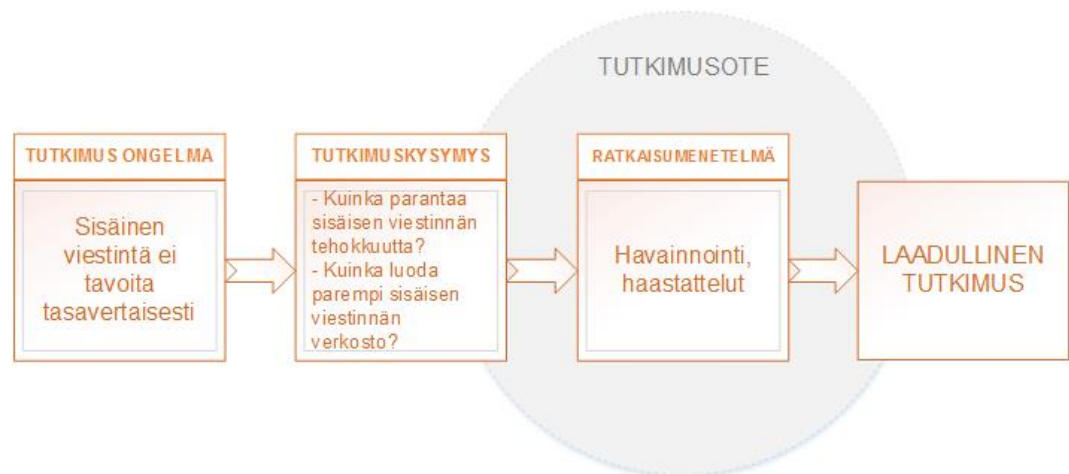 TUTKIMUSOTE
TUTKIMUS ONGELMA
Sisäinen
viestintä ei
tavoita
tasavertaisesti
TUTKIMUSKYSYMYS
- Kuinka parantaa
sisäisen viestinnän
tehokkuutta?
- Kuinka luoda
parempi sisäisen
viestinnän
verkosto?
RATKAISUMENETELMÄ
Havainnointi,
haastattelut
LAADULLINEN
TUTKIMUS